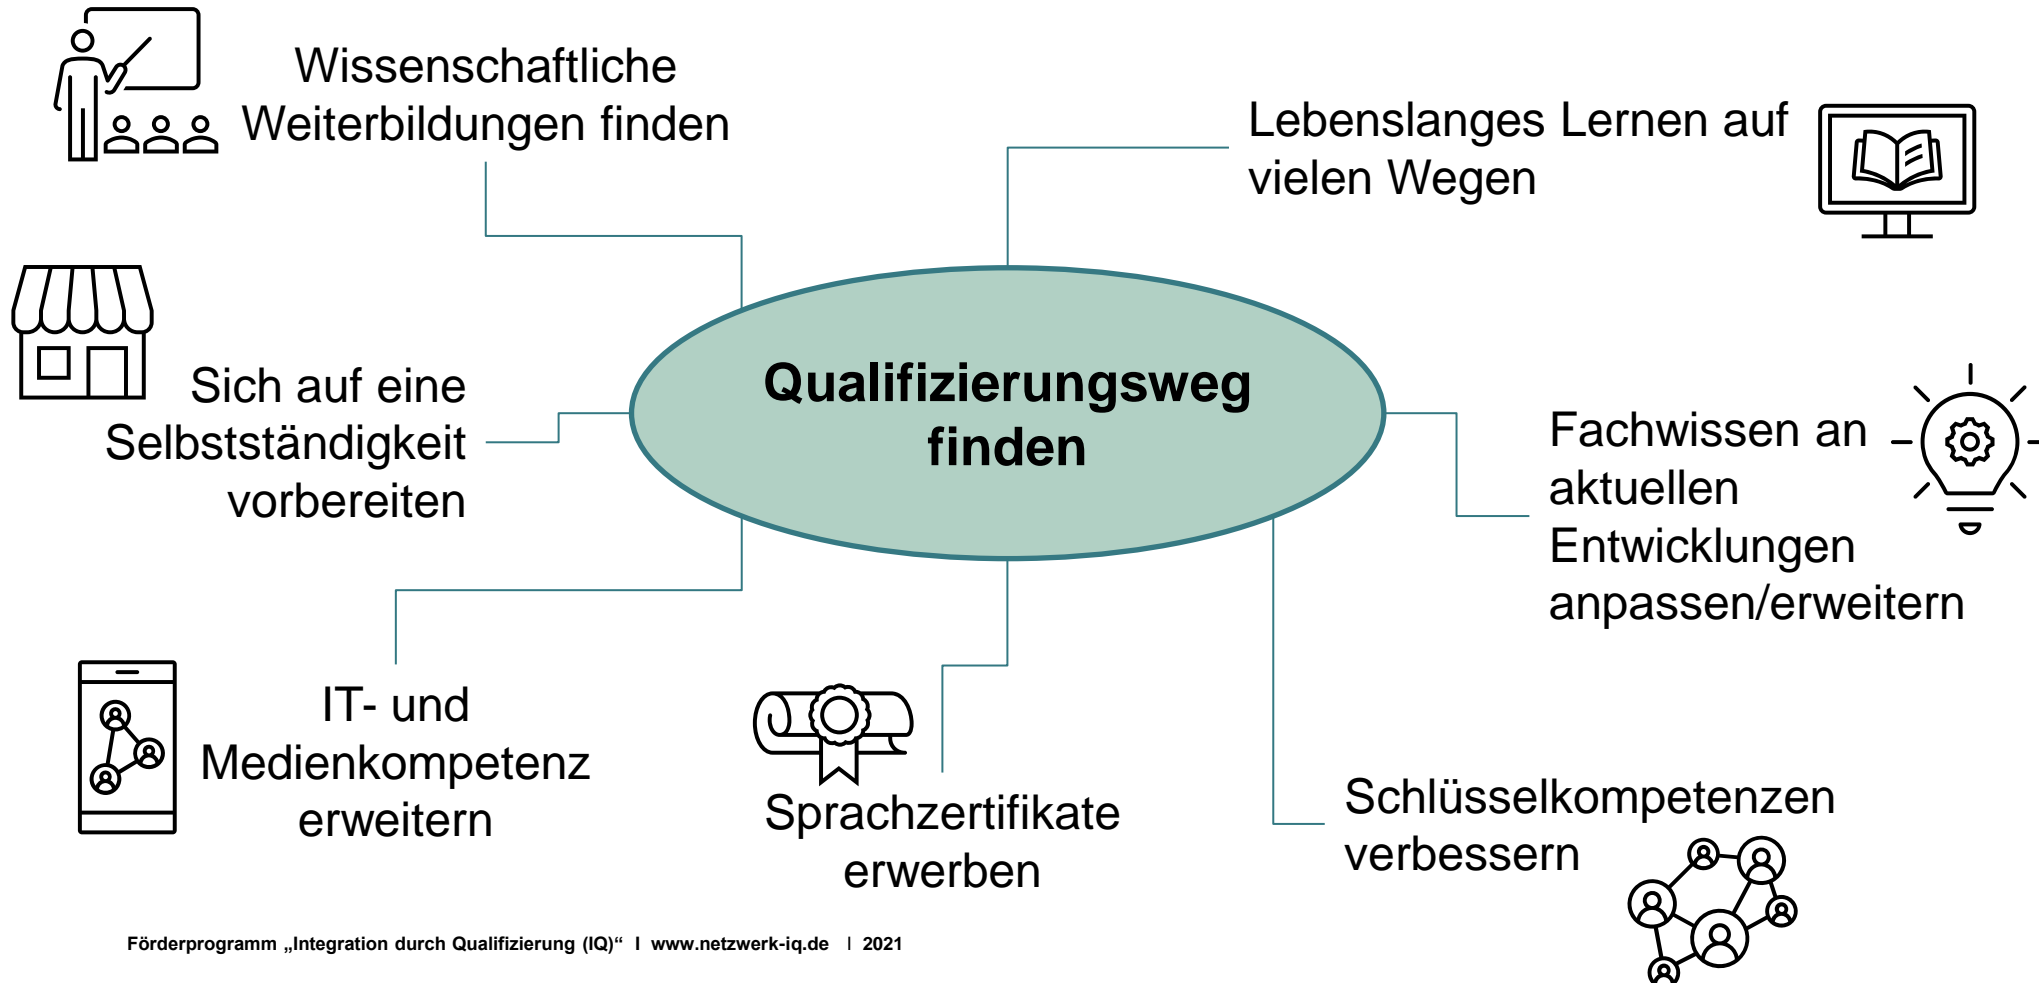 Wissenschaftliche
Weiterbildungen finden
Lebenslanges Lernen auf
vielen Wegen
Sich auf eine
Selbstständigkeit
vorbereiten
Qualifizierungsweg
finden
Fachwissen an
aktuellen
Entwicklungen
anpassen/erweitern
IT- und
Medienkompetenz
erweitern
Sprachzertifikate
erwerben
Schlüsselkompetenzen
verbessern
Förderprogramm „Integration durch Qualifizierung (IQ)“ I www.netzwerk-iq.de I 2021